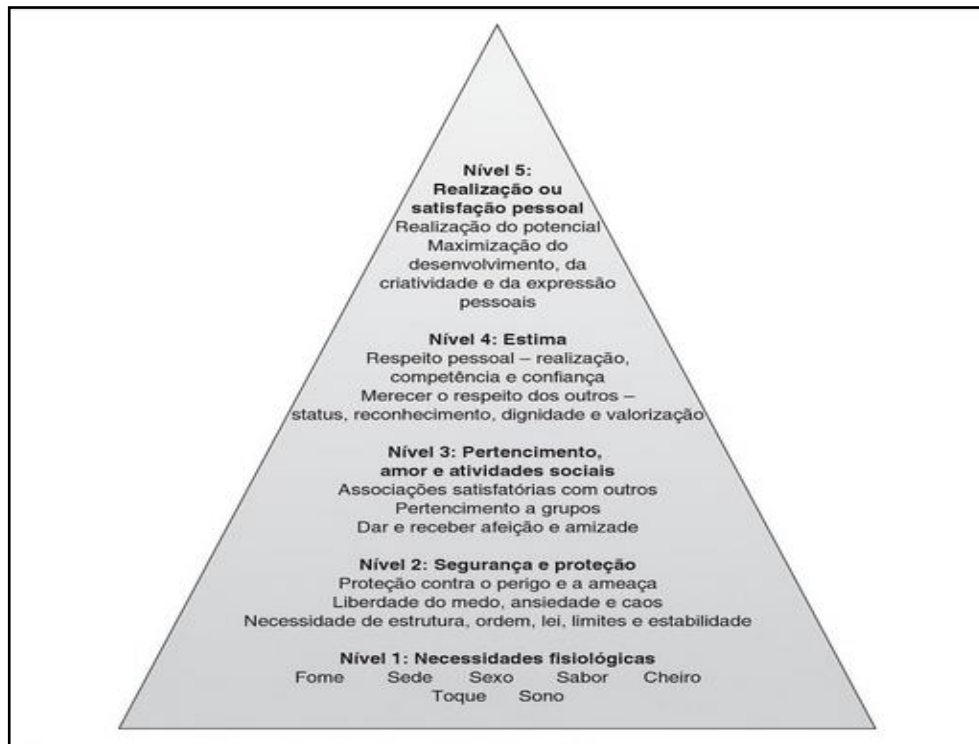 Nível 5:
Realização ou
satisfação pessoal
Realização do potencial
Maximização do
desenvolvimento, da
criatividade e da expressão
pessoais
Nível 4: Estima
Respeito pessoal – realização,
competência e confiança
Merecer o respeito dos outros –
status, reconhecimento, dignidade e valorização
Nível 3: Pertencimento,
amor e atividades sociais
Associações satisfatórias com outros
Pertencimento a grupos
Dar e receber afeição e amizade
Nível 2: Segurança e proteção
Proteção contra o perigo e a ameaça
Liberdade do medo, ansiedade e caos
Necessidade de estrutura, ordem, lei, limites e estabilidade
Nível 1: Necessidades fisiológicas
Fome Sede Sexo Sabor Cheiro
Toque Sono